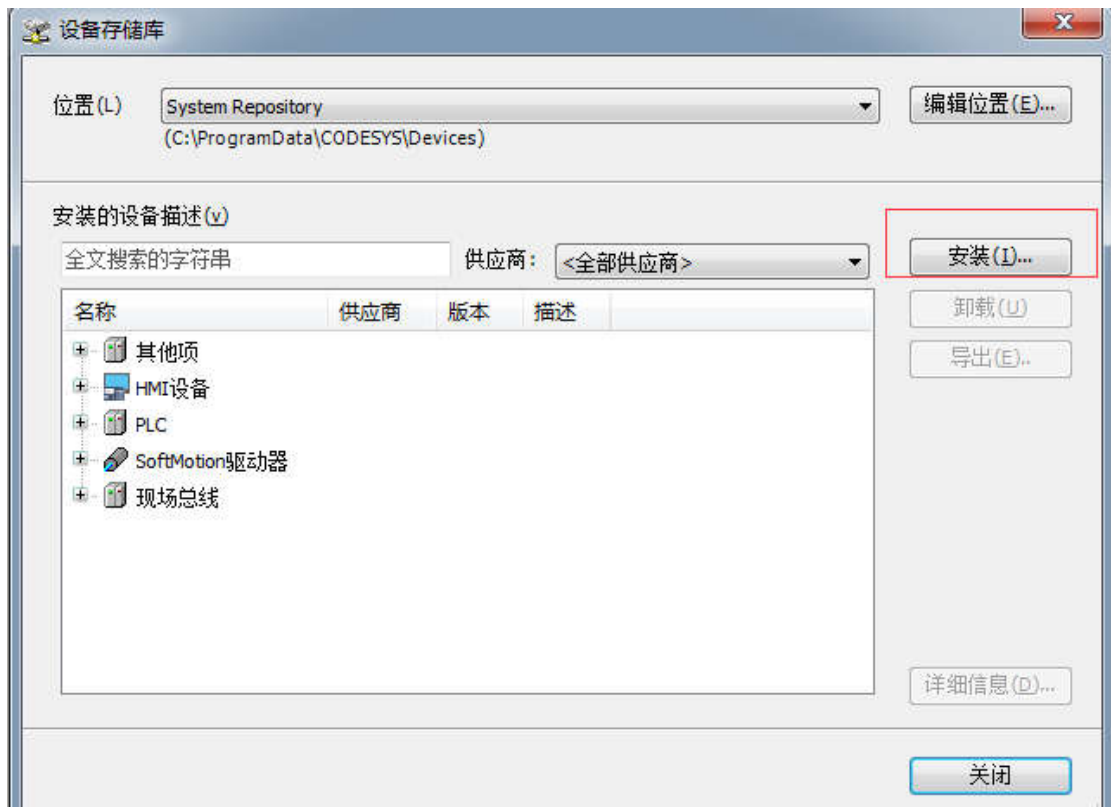 设备存储库
位置(L) System Repository 编辑位置(E)...
(C:\ProgramData\CODESYS\Devices)
安装的设备描述(v)
全文搜索的字符串 供应商: <全部供应商> 安装(I)...
名称 供应商 版本 描述 卸载(U)
其他项 导出(E)..
HMI设备
PLC
SoftMotion驱动器
现场总线
详细信息(D)...
关闭